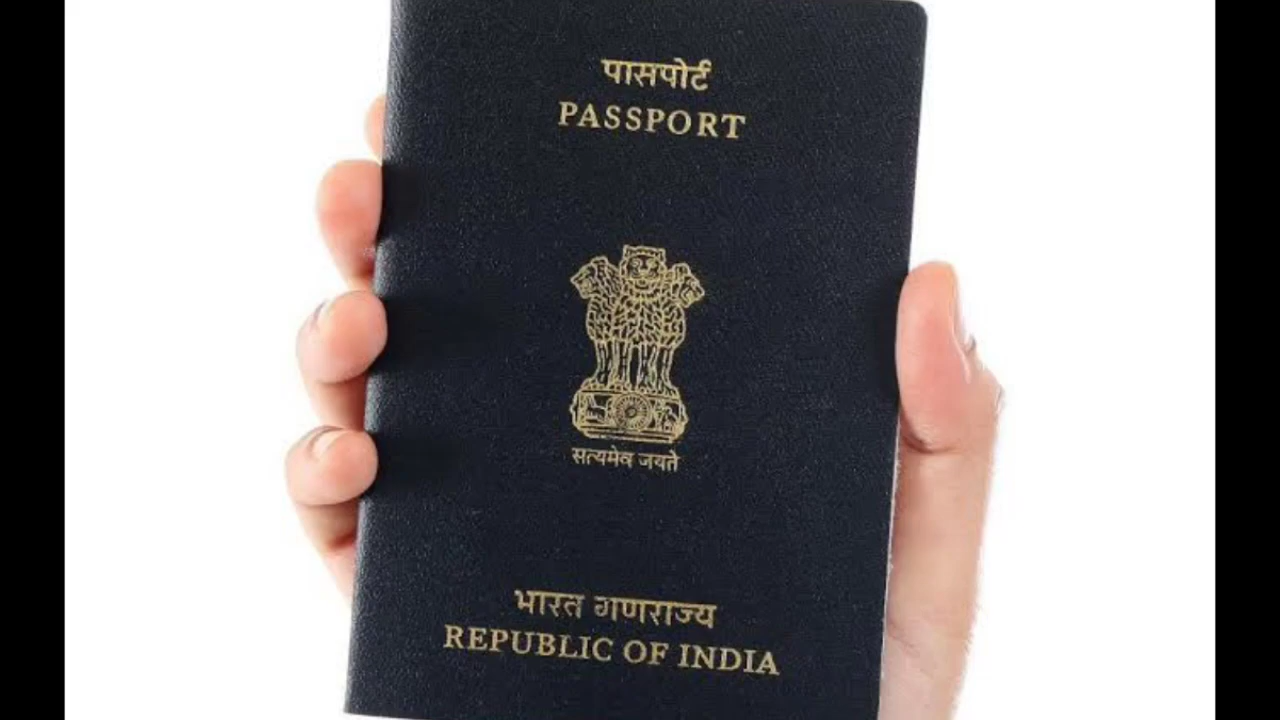 पासपोर्ट
PASSPORT
सत्यमेव जयते
भारत गणराज्य
REPUBLIC OF INDIA